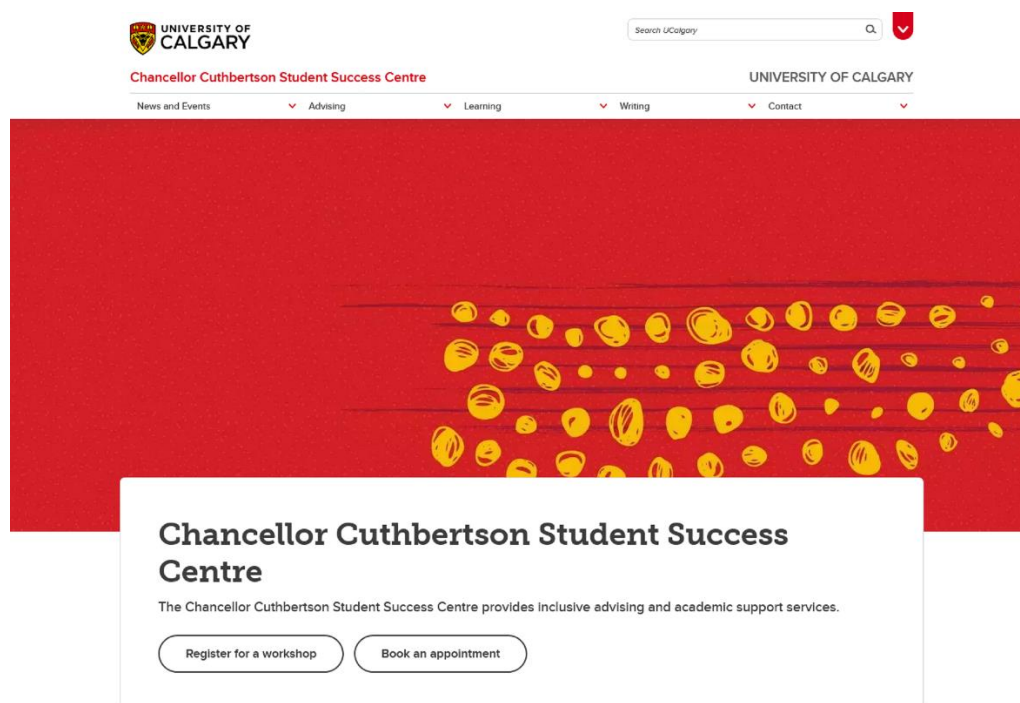 UNIVERSITY OF
CALGARY
Search UCalgary
Chancellor Cuthbertson Student Success Centre
UNIVERSITY OF CALGARY
News and Events
Advising
Learning
Writing
Contact
Chancellor Cuthbertson Student Success
Centre
The Chancellor Cuthbertson Student Success Centre provides inclusive advising and academic support services.
Register for a workshop
Book an appointment